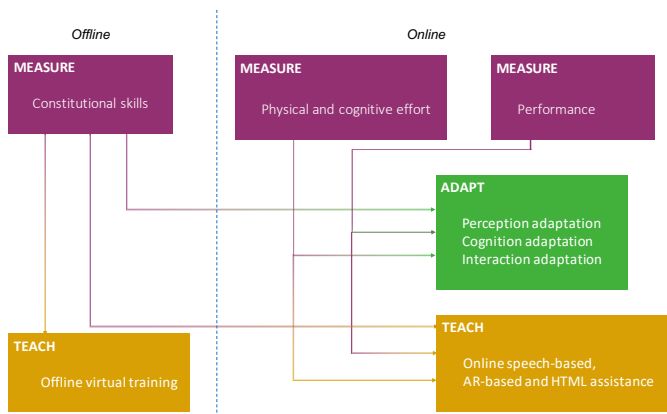 Offline
Online
MEASURE
Constitutional skills
MEASURE
Physical and cognitive effort
MEASURE
Performance
ADAPT
Perception adaptation
Cognition adaptation
Interaction adaptation
TEACH
Offline virtual training
TEACH
Online speech-based,
AR-based and HTML assistance